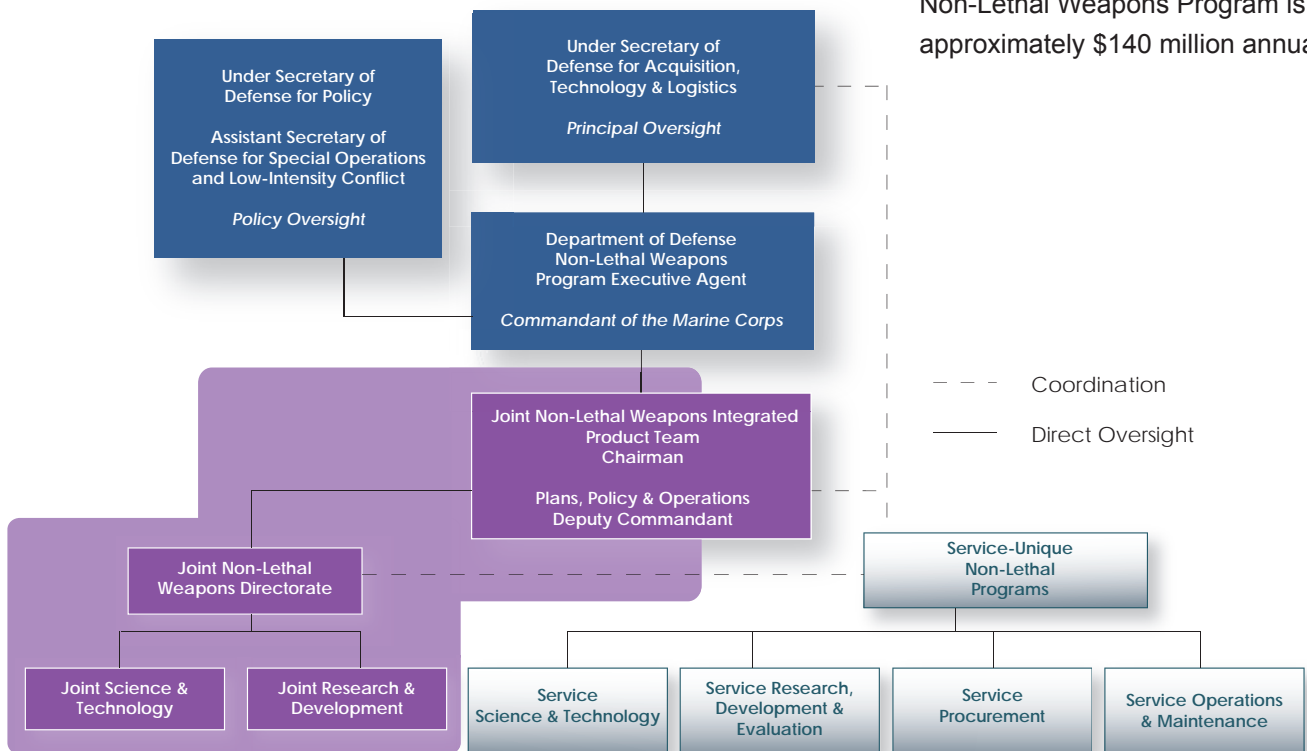 Non-Lethal Weapons Program is
approximately $140 million annua
Under Secretary of
Defense for Policy
Assistant Secretary of
Defense for Special Operations
and Low-Intensity Conflict
Policy Oversight
Under Secretary of
Defense for Acquisition,
Technology & Logistics
Principal Oversight
Department of Defense
Non-Lethal Weapons
Program Executive Agent
Commandant of the Marine Corps
Coordination
Direct Oversight
Joint Non-Lethal Weapons Integrated
Product Team
Chairman
Plans, Policy & Operations
Deputy Commandant
Joint Non-Lethal
Weapons Directorate
Service-Unique
Non-Lethal
Programs
Joint Science &
Technology
Joint Research &
Development
Service
Science & Technology
Service Research,
Development &
Evaluation
Service
Procurement
Service Operations
& Maintenance